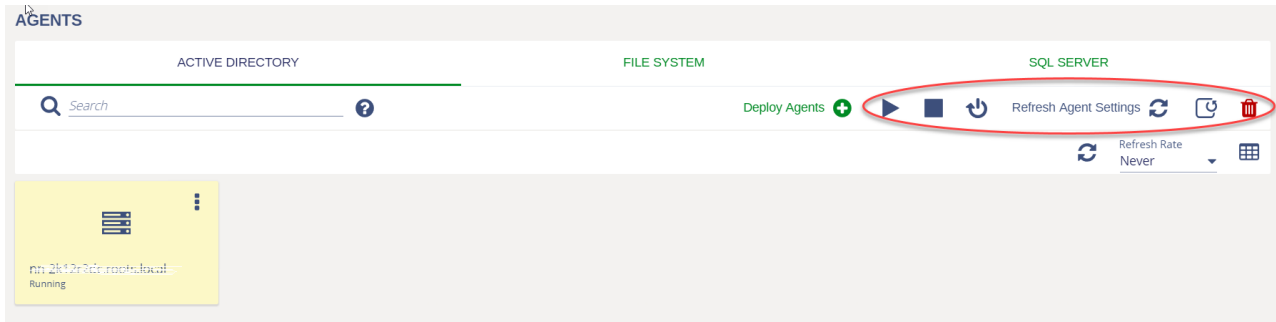 AGENTS
ACTIVE DIRECTORY FILE SYSTEM SQL SERVER
Search Deploy Agents Refresh Agent Settings
Refresh Rate
Never
Running